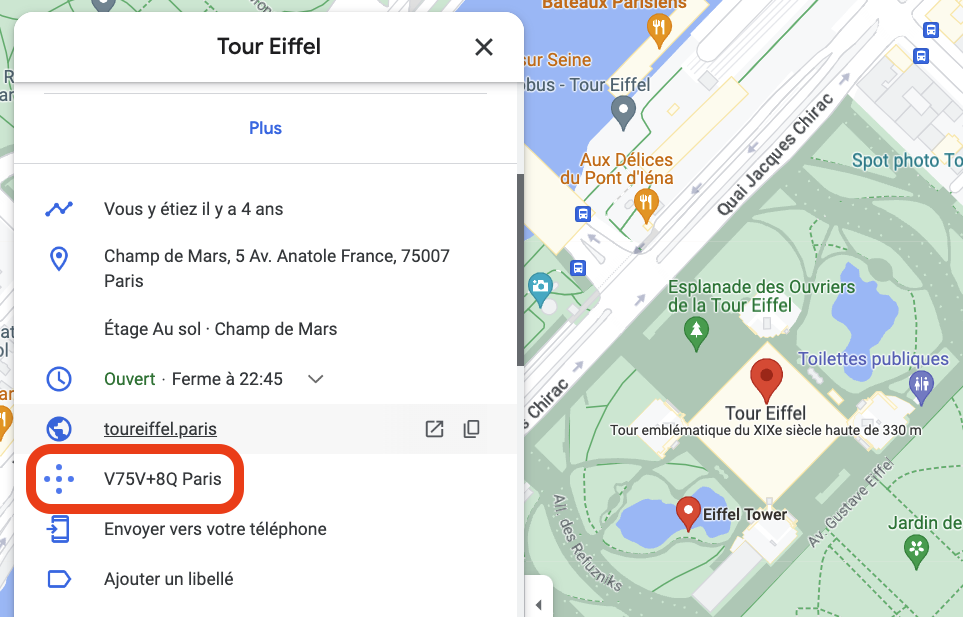 Tour Eiffel
Plus
Vous y étiez il y a 4 ans
Champ de Mars, 5 Av. Anatole France, 75007
Paris
Étage Au sol · Champ de Mars
Ouvert · Ferme à 22:45
toureiffel.paris
V75V+8Q Paris
Envoyer vers votre téléphone
Ajouter un libellé
Bateaux Parisiens
sur Seine
bus - Tour Eiffel
Aux Délices
du Pont d'Iéna
Quai Jacques Chirac
Spot photo To
Esplanade des Ouvriers
de la Tour Eiffel
Toilettes publiques
Chirac
Tour Eiffel
Tour emblématique du XIXe siècle haute de 330 m
Eiffel Tower
All. des Refuzniks
Av. Gustave Eiffel
Jardin de